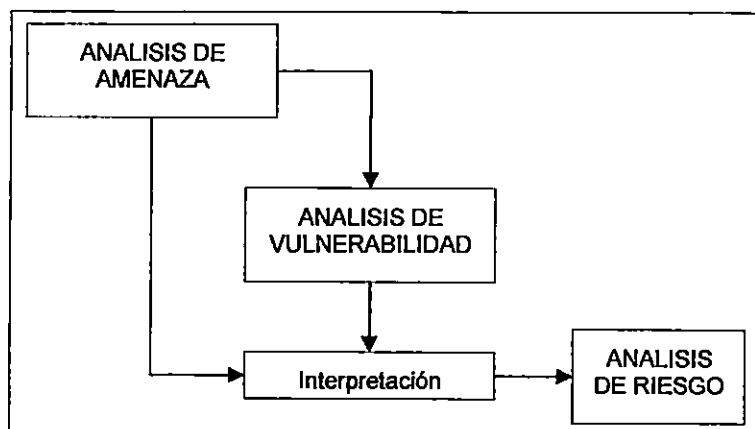 ANALISIS DE
AMENAZA
ANALISIS DE
VULNERABILIDAD
Interpretación
ANALISIS
DE RIESGO